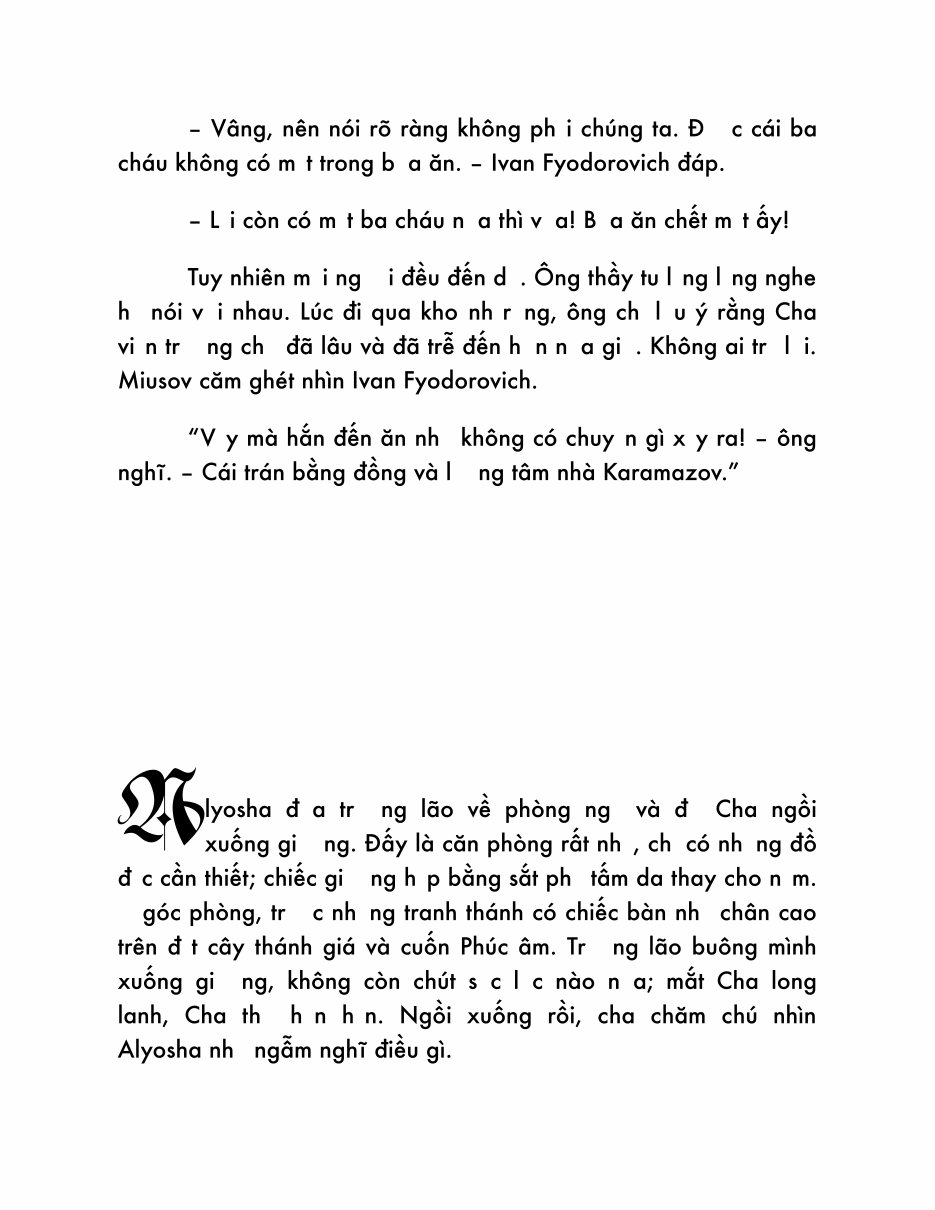 – Vâng, nên nói rõ ràng không ph i chúng ta. Đ c cái ba
cháu không có m t trong b a ăn. – Ivan Fyodorovich đáp.
– L i còn có m t ba cháu n a thì v a! B a ăn chết m t ấy!
Tuy nhiên m i ng i đều đến d . Ông thầy tu l ng l ng nghe
h nói v i nhau. Lúc đi qua kho nh r ng, ông ch l u ý rằng Cha
vi n tr ng ch đã lâu và đã trễ đến h n n a gi . Không ai tr l i.
Miusov căm ghét nhìn Ivan Fyodorovich.
“V y mà hắn đến ăn nh không có chuy n gì x y ra! – ông
nghĩ. – Cái trán bằng đồng và l ng tâm nhà Karamazov.”
Alyosha đ a tr ng lão về phòng ng và đ Cha ngồi
xuống gi ng. Đấy là căn phòng rất nh , ch có nh ng đồ
đ c cần thiết; chiếc gi ng h p bằng sắt ph tấm da thay cho n m.
góc phòng, tr c nh ng tranh thánh có chiếc bàn nh chân cao
trên đ t cây thánh giá và cuốn Phúc âm. Tr ng lão buông mình
xuống gi ng, không còn chút s c l c nào n a; mắt Cha long
lanh, Cha th h n h n. Ngồi xuống rồi, cha chăm chú nhìn
Alyosha nh ngẫm nghĩ điều gì.